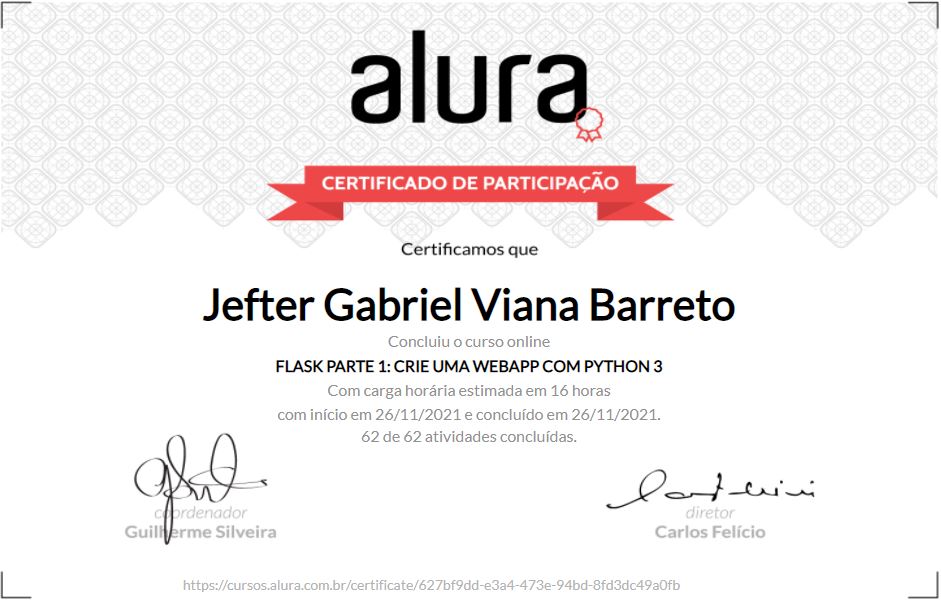 alura
CERTIFICADO DE PARTICIPAÇÃO
Certificamos que
Jefter Gabriel Viana Barreto
Concluiu o curso online
FLASK PARTE 1: CRIE UMA WEBAPP COM PYTHON 3
Com carga horária estimada em 16 horas
com início em 26/11/2021 e concluído em 26/11/2021.
62 de 62 atividades concluídas.
coordenador
Guilherme Silveira
diretor
Carlos Felício
https://cursos.alura.com.br/certificate/627bf9dd-e3a4-473e-94bd-8fd3dc49a0fb